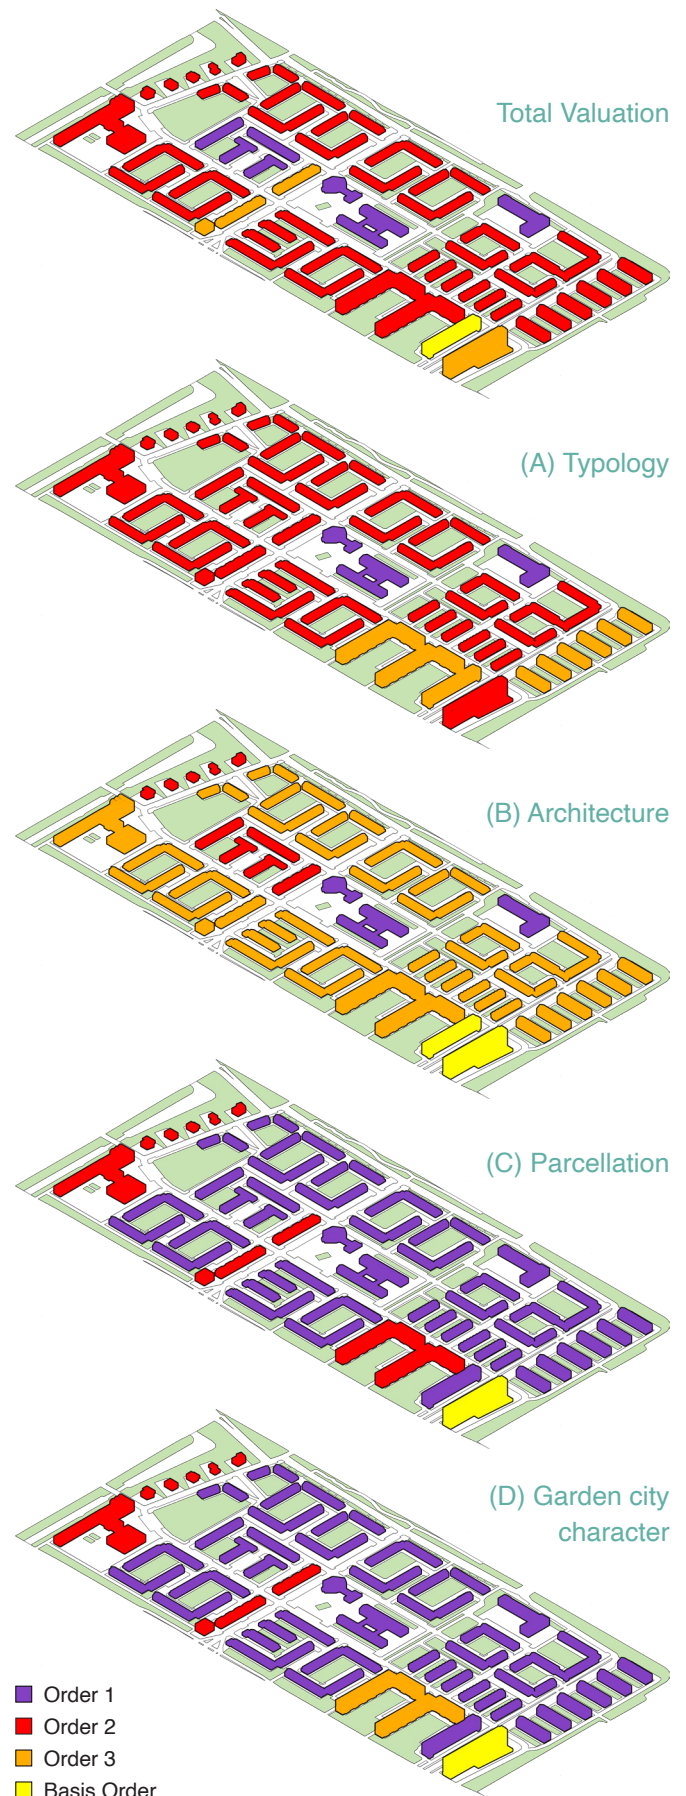 Total Valuation
(A) Typology
(B) Architecture
(C) Parcellation
(D) Garden city
character
Order 1
Order 2
Order 3
Basis Order